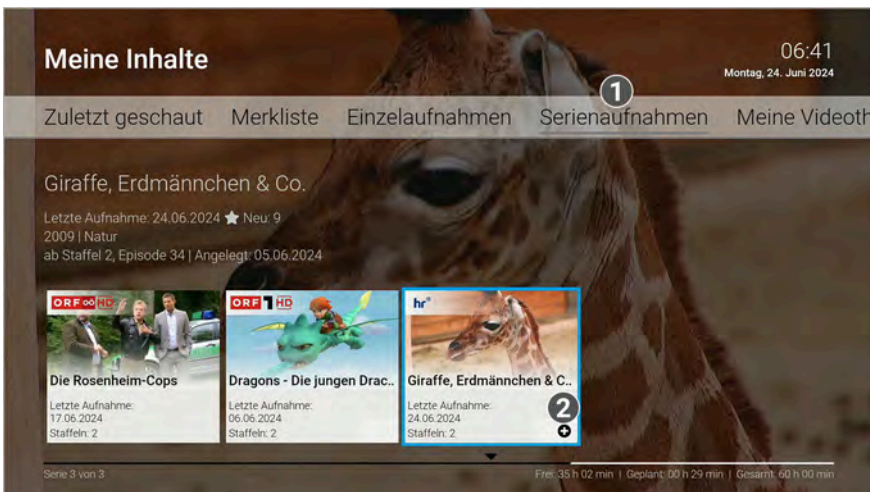 Meine Inhalte
06:41
Montag, 24. Juni 2024
1
Zuletzt geschaut Merkliste Einzelaufnahmen Serienaufnahmen Meine Videoth
Giraffe, Erdmännchen & Co.
Letzte Aufnahme: 24.06.2024 ★ Neu: 9
2009 | Natur
ab Staffel 2, Episode 34 | Angelegt: 05.06.2024
ORF HD
Die Rosenheim-Cops
Letzte Aufnahme:
17.06.2024
Staffeln: 2
ORF 1 HD
Dragons - Die jungen Drac..
Letzte Aufnahme:
06.06.2024
Staffeln: 2
hr
Giraffe, Erdmännchen & C..
Letzte Aufnahme:
24.06.2024
Staffeln: 2
2
Serie 3 von 3
Frei: 35 h 02 min | Geplant: 00 h 29 min | Gesamt: 60 h 00 min